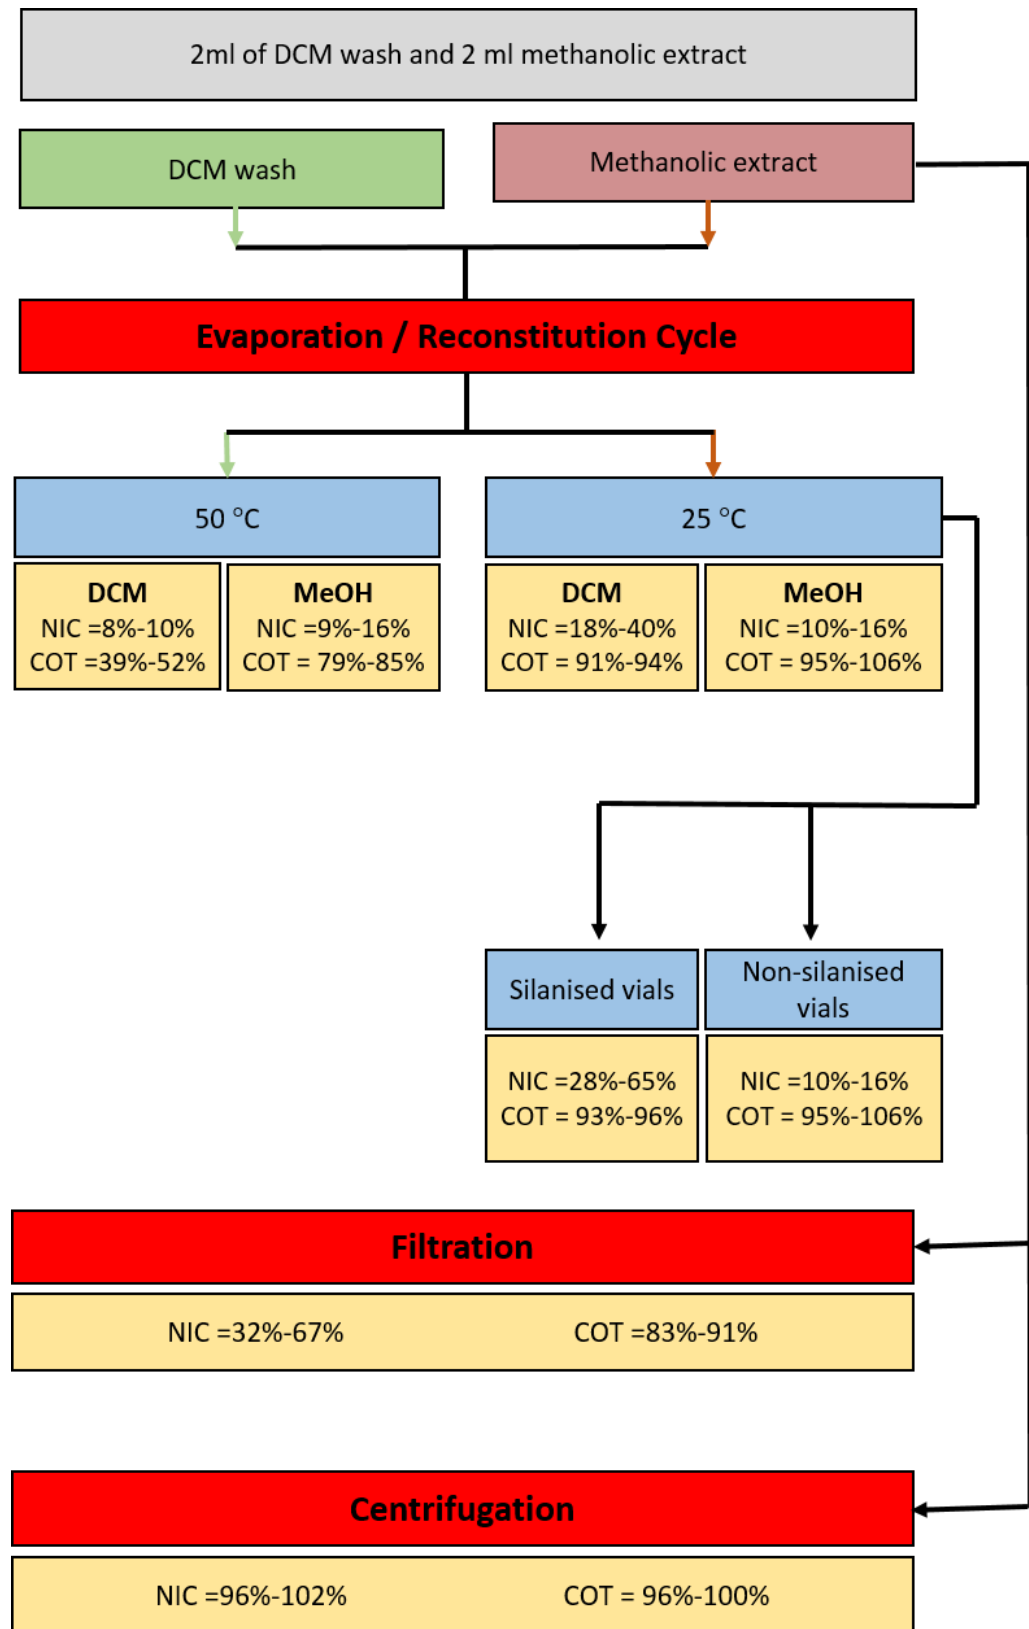 2ml of DCM wash and 2 ml methanolic extract
DCM wash
Methanolic extract
Evaporation / Reconstitution Cycle
50 °C
25 °C
DCM
NIC =8%-10%
COT =39%-52%
MeOH
NIC =9%-16%
COT = 79%-85%
DCM
NIC =18%-40%
COT = 91%-94%
MeOH
NIC =10%-16%
COT = 95%-106%
Silanised vials
Non-silanised
vials
NIC =28%-65%
COT = 93%-96%
NIC =10%-16%
COT = 95%-106%
Filtration
NIC =32%-67%
COT =83%-91%
Centrifugation
NIC =96%-102%
COT = 96%-100%